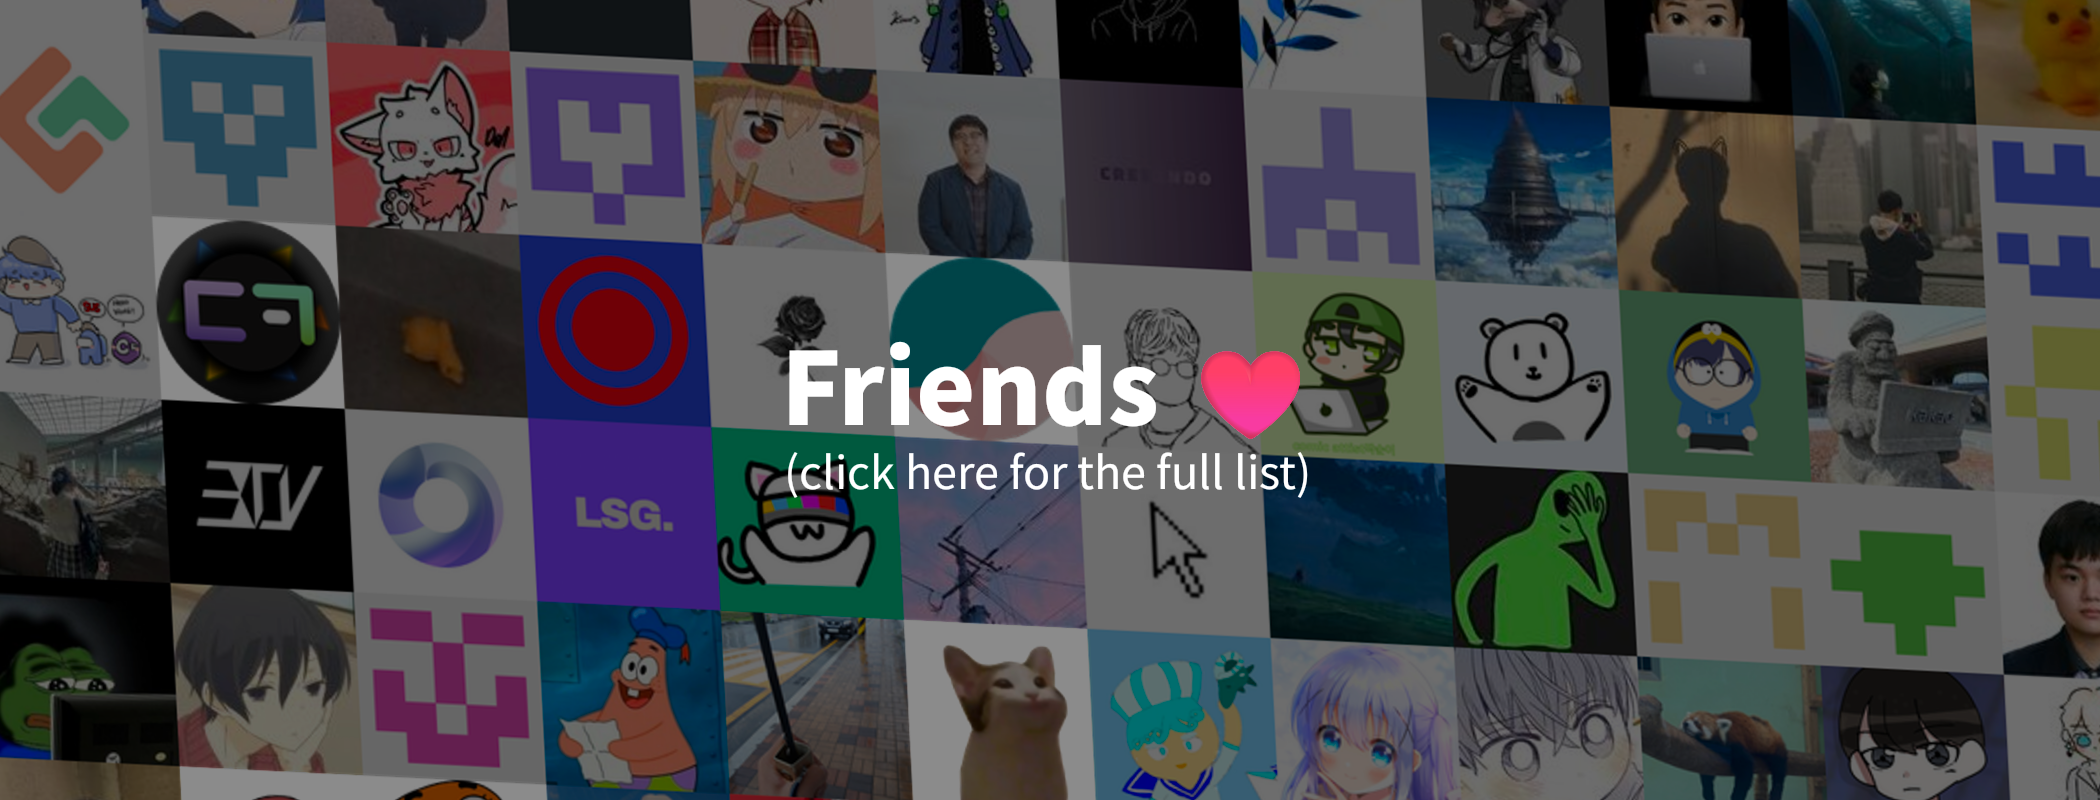 Friends ❤
(click here for the full list)
LSG.